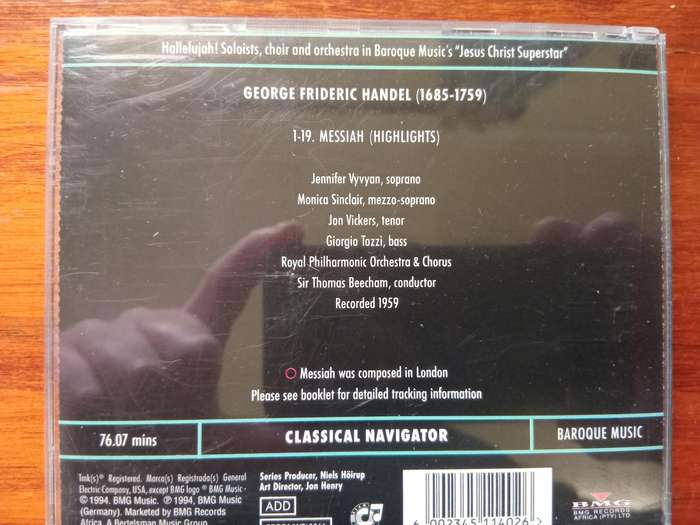 Hallelujah! Soloists, choir and orchestra in Baroque Music's "Jesus Christ Superstar"
GEORGE FRIDERIC HANDEL (1685-1759)
1-19. MESSIAH (HIGHLIGHTS)
Jennifer Vyvyan, soprano
Monica Sinclair, mezzo-soprano
Jon Vickers, tenor
Giorgio Tozzi, bass
Royal Philharmonic Orchestra & Chorus
Sir Thomas Beecham, conductor
Recorded 1959
Messiah was composed in London
Please see booklet for detailed tracking information
76.07 mins
CLASSICAL NAVIGATOR
BAROQUE MUSIC
Tmk(s)® Registered. Marca(s) Registrada(s) General
Electric Company, USA, except BMG logo ® BMG Music •
© 1994, BMG Music. ℗ 1994, BMG Music
(Germany). Marketed by BMG Records
Africa. A Bertelsman Music Group
Series Producer, Niels Höirup
Art Director, Jon Henry
ADD
6 002345 114026
BMG
BMG RECORDS
AFRICA (PTY) LTD